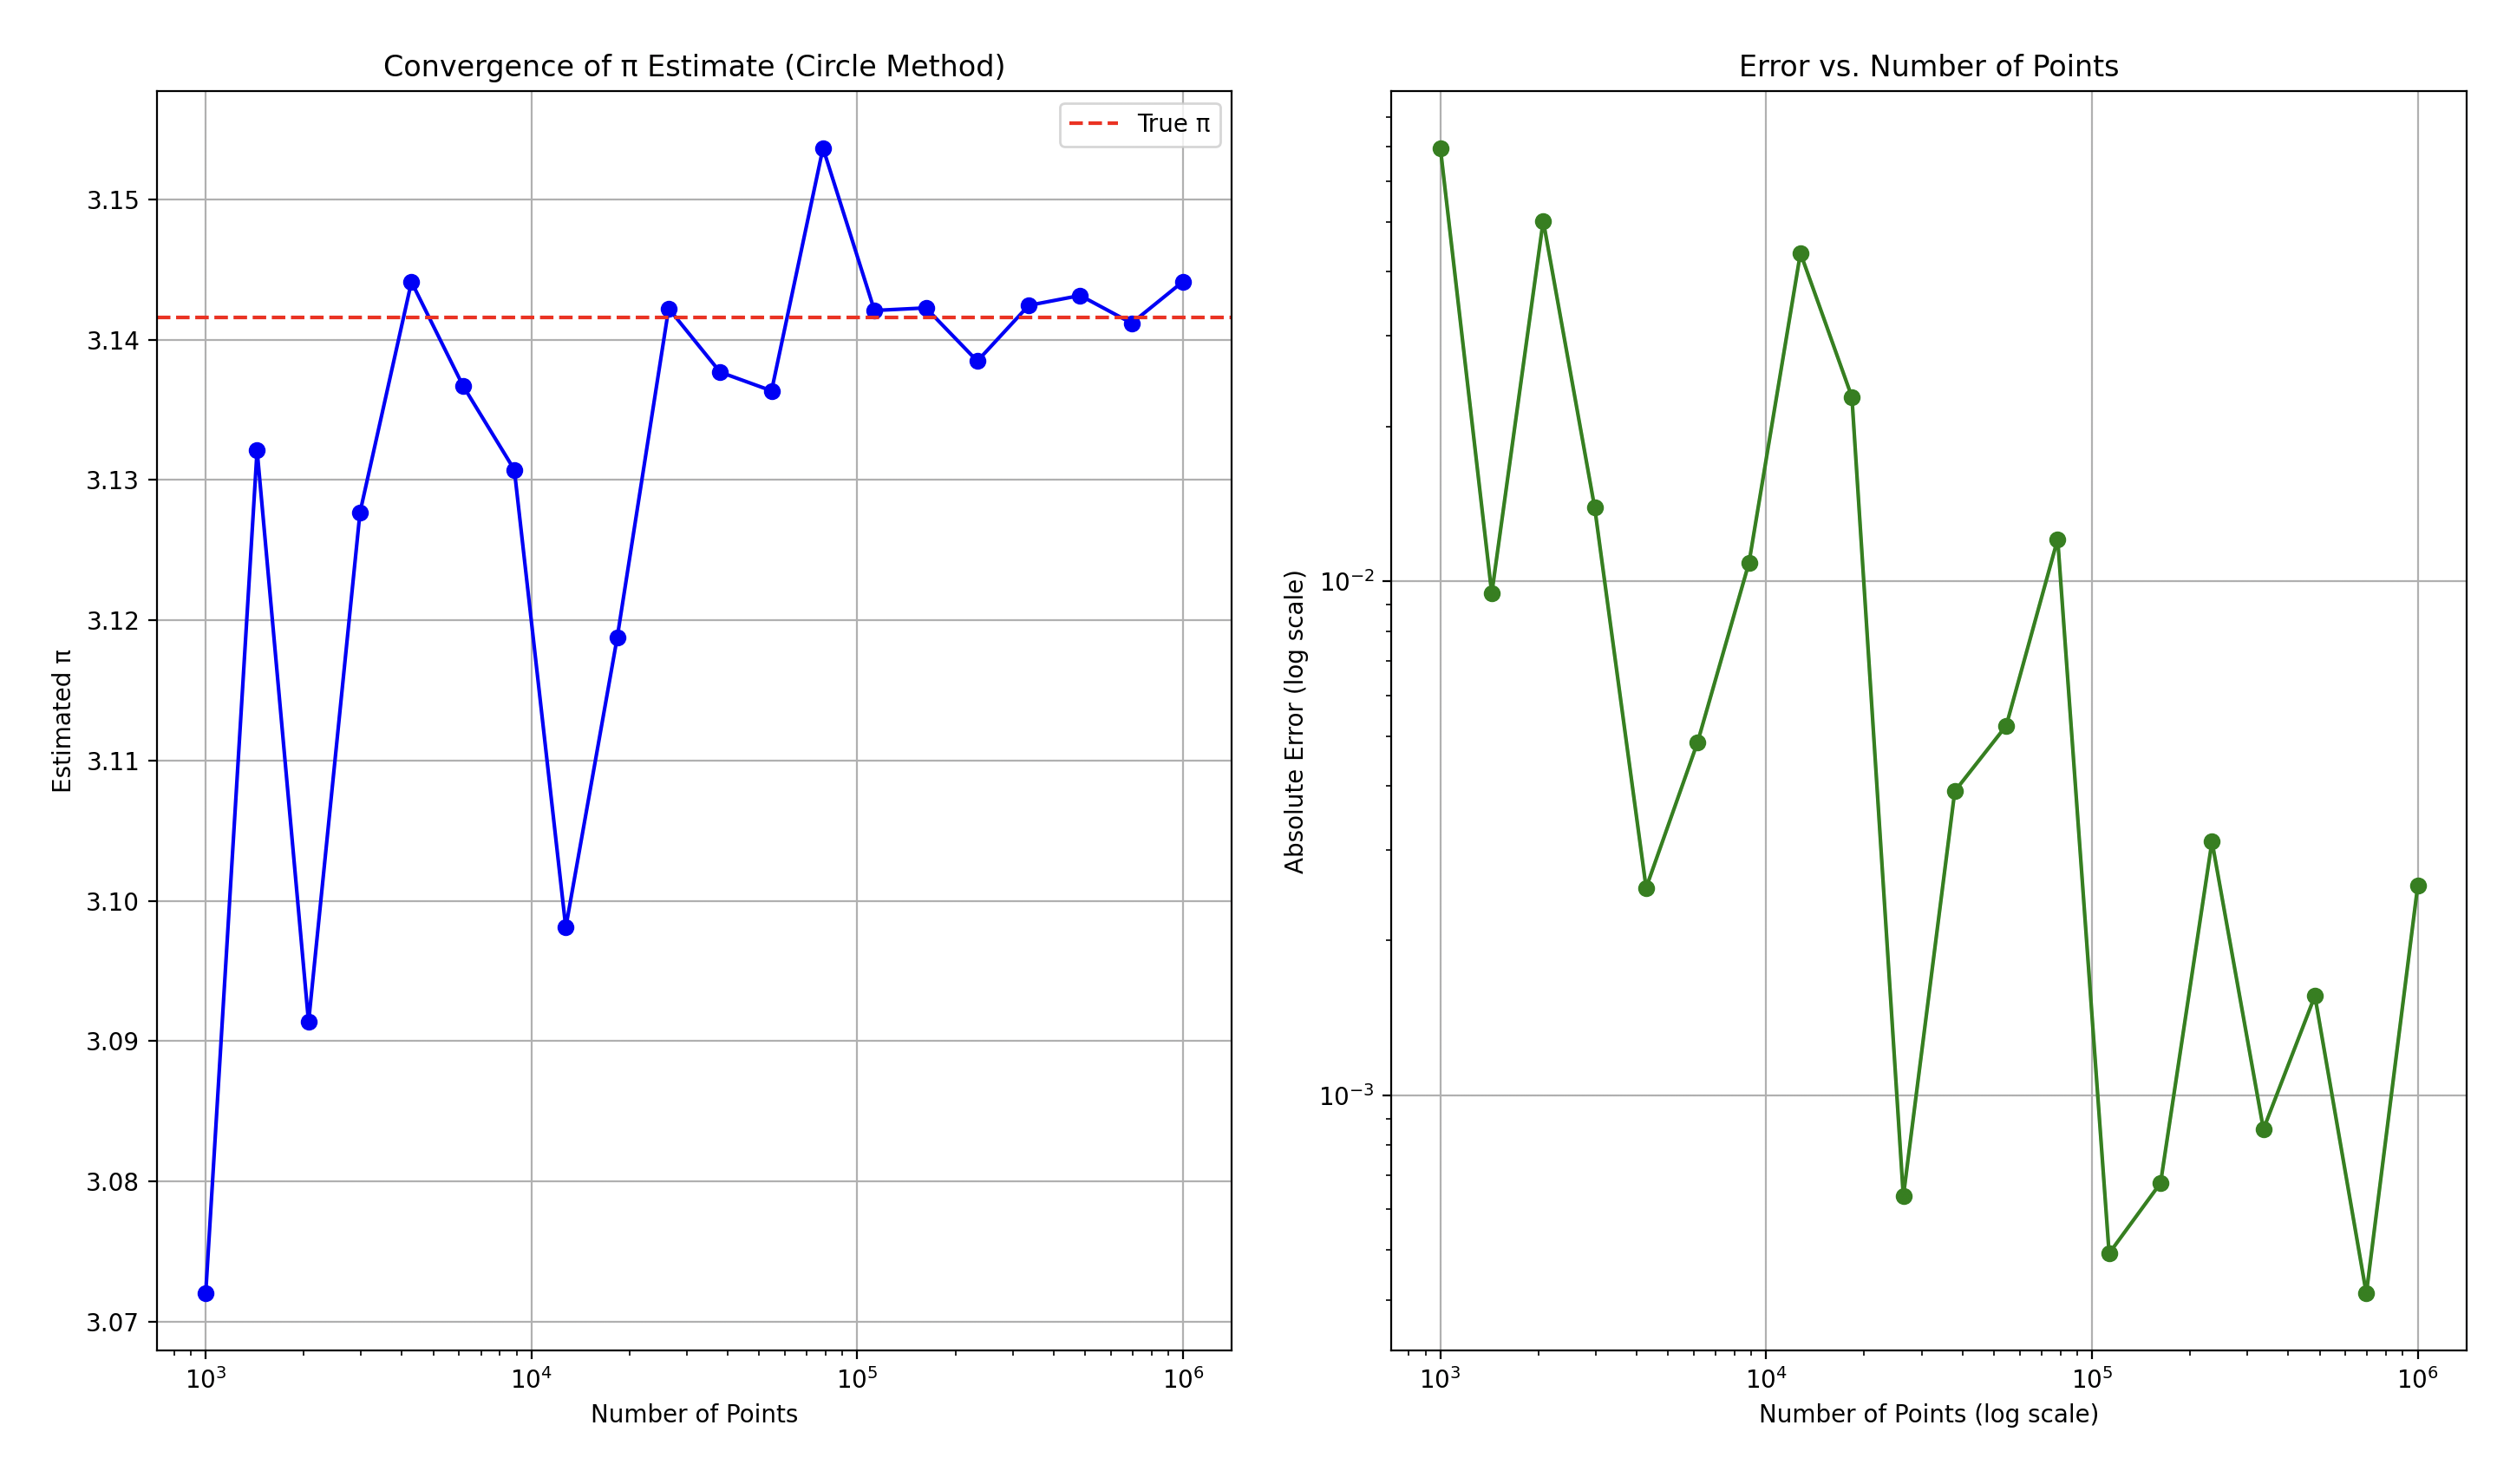 Convergence of π Estimate (Circle Method)
True π
3.15
3.14
3.13
3.12
3.11
3.10
3.09
3.08
3.07
Estimated π
10³
10⁴
10⁵
10⁶
Number of Points
Error vs. Number of Points
10⁻²
10⁻³
Absolute Error (log scale)
10³
10⁴
10⁵
10⁶
Number of Points (log scale)